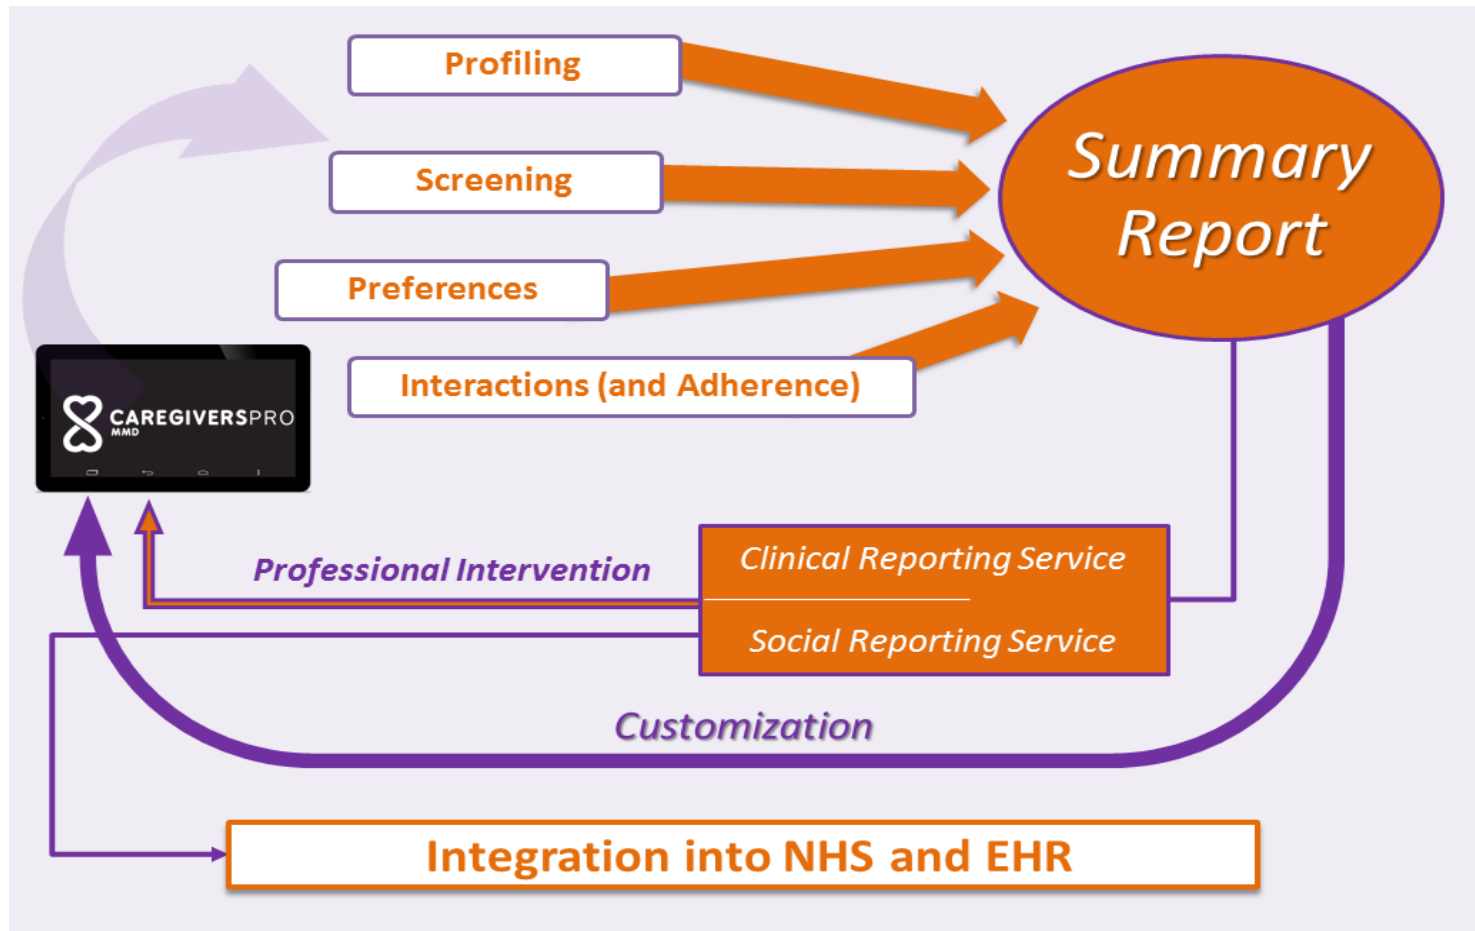 Profiling
Screening
Preferences
Interactions (and Adherence)
Summary
Report
CAREGIVERSPRO
MMD
Professional Intervention
Clinical Reporting Service
Social Reporting Service
Customization
Integration into NHS and EHR